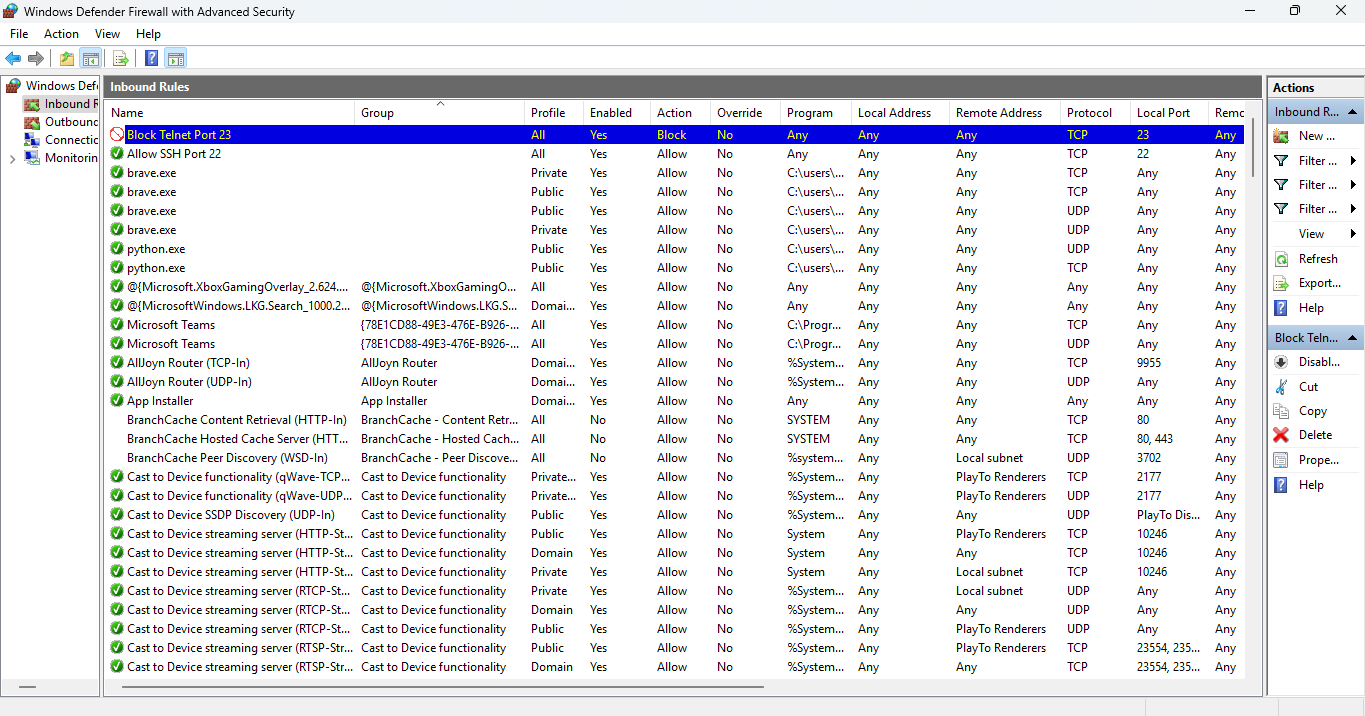 Windows Defender Firewall with Advanced Security
File Action View Help
Windows Defe
Inbound R
Outbound
Connectic
Monitorin
Inbound Rules
Name Group Profile Enabled Action Override Program Local Address Remote Address Protocol Local Port Remo
Block Telnet Port 23 All Yes Block No Any Any Any TCP 23 Any
Allow SSH Port 22 All Yes Allow No Any Any Any TCP 22 Any
brave.exe Private Yes Allow No C:\users\... Any Any TCP Any Any
brave.exe Public Yes Allow No C:\users\... Any Any TCP Any Any
brave.exe Public Yes Allow No C:\users\... Any Any UDP Any Any
brave.exe Private Yes Allow No C:\users\... Any Any UDP Any Any
python.exe Public Yes Allow No C:\users\... Any Any UDP Any Any
python.exe Public Yes Allow No C:\users\... Any Any TCP Any Any
@{Microsoft.XboxGamingOverlay_2.624.... @{Microsoft.XboxGamingO... All Yes Allow No Any Any Any Any Any Any
@{MicrosoftWindows.LKG.Search_1000.2... @{MicrosoftWindows.LKG.S... Domai... Yes Allow No Any Any Any Any Any Any
Microsoft Teams {78E1CD88-49E3-476E-B926-... All Yes Allow No C:\Progr... Any Any TCP Any Any
Microsoft Teams {78E1CD88-49E3-476E-B926-... All Yes Allow No C:\Progr... Any Any UDP Any Any
AllJoyn Router (TCP-In) AllJoyn Router Domai... Yes Allow No %System... Any Any TCP 9955 Any
AllJoyn Router (UDP-In) AllJoyn Router Domai... Yes Allow No %System... Any Any UDP Any Any
App Installer App Installer Domai... Yes Allow No Any Any Any Any Any Any
BranchCache Content Retrieval (HTTP-In) BranchCache - Content Retr... All No Allow No SYSTEM Any Any TCP 80 Any
BranchCache Hosted Cache Server (HTT... BranchCache - Hosted Cach... All No Allow No SYSTEM Any Any TCP 80, 443 Any
BranchCache Peer Discovery (WSD-In) BranchCache - Peer Discove... All No Allow No %system... Any Local subnet UDP 3702 Any
Cast to Device functionality (qWave-TCP... Cast to Device functionality Private... Yes Allow No %System... Any PlayTo Renderers TCP 2177 Any
Cast to Device functionality (qWave-UDP... Cast to Device functionality Private... Yes Allow No %System... Any PlayTo Renderers UDP 2177 Any
Cast to Device SSDP Discovery (UDP-In) Cast to Device functionality Public Yes Allow No %System... Any Any UDP PlayTo Dis... Any
Cast to Device streaming server (HTTP-St... Cast to Device functionality Public Yes Allow No System Any PlayTo Renderers TCP 10246 Any
Cast to Device streaming server (HTTP-St... Cast to Device functionality Domain Yes Allow No System Any Any TCP 10246 Any
Cast to Device streaming server (HTTP-St... Cast to Device functionality Private Yes Allow No System Any Local subnet TCP 10246 Any
Cast to Device streaming server (RTCP-St... Cast to Device functionality Private Yes Allow No %System... Any Local subnet UDP Any Any
Cast to Device streaming server (RTCP-St... Cast to Device functionality Domain Yes Allow No %System... Any Any UDP Any Any
Cast to Device streaming server (RTCP-St... Cast to Device functionality Public Yes Allow No %System... Any PlayTo Renderers UDP Any Any
Cast to Device streaming server (RTSP-Str... Cast to Device functionality Public Yes Allow No %System... Any PlayTo Renderers TCP 23554, 235... Any
Cast to Device streaming server (RTSP-Str... Cast to Device functionality Domain Yes Allow No %System... Any Any TCP 23554, 235... Any
Actions
Inbound R...
New ...
Filter ...
Filter ...
Filter ...
View
Refresh
Export...
Help
Block Teln...
Disabl...
Cut
Copy
Delete
Prope...
Help